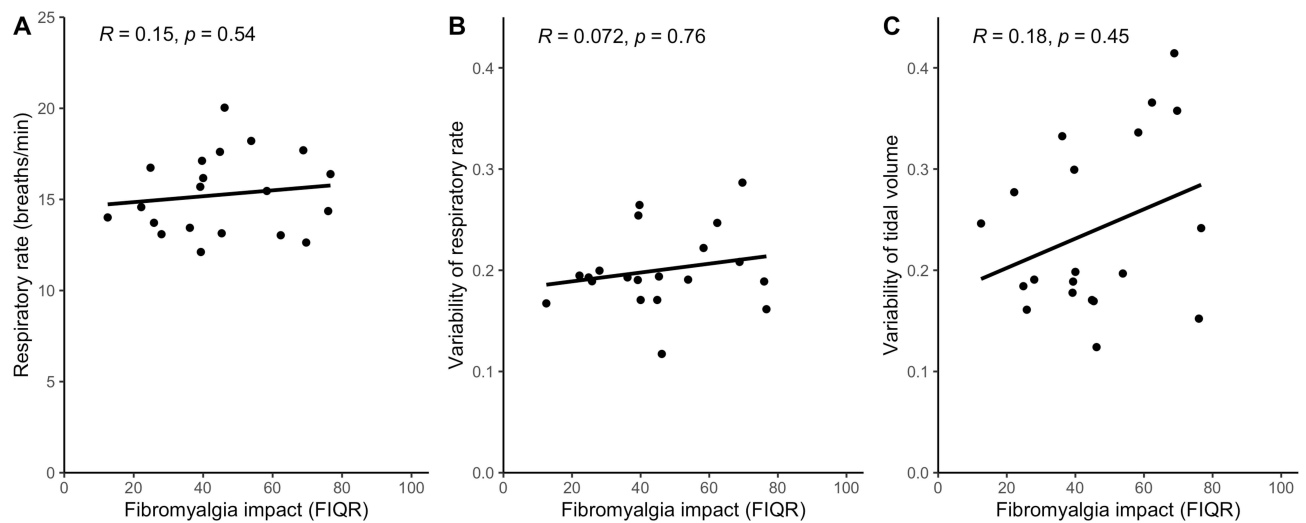 A
R = 0.15, p = 0.54
Respiratory rate (breaths/min)
25
20
15
10
5
0
0 20 40 60 80 100
Fibromyalgia impact (FIQR)
B
R = 0.072, p = 0.76
Variability of respiratory rate
0.4
0.3
0.2
0.1
0.0
0 20 40 60 80 100
Fibromyalgia impact (FIQR)
C
R = 0.18, p = 0.45
Variability of tidal volume
0.4
0.3
0.2
0.1
0.0
0 20 40 60 80 100
Fibromyalgia impact (FIQR)